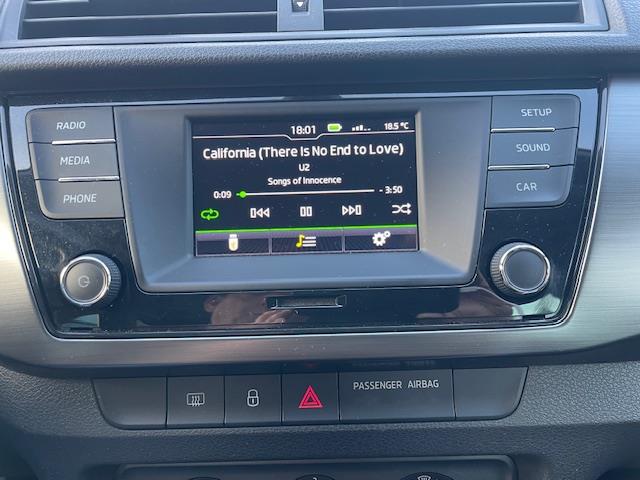 RADIO
MEDIA
PHONE
18:01 18.5 °C
California (There Is No End to Love)
U2
Songs of Innocence
0:09 - 3:50
SETUP
SOUND
CAR
PASSENGER AIRBAG